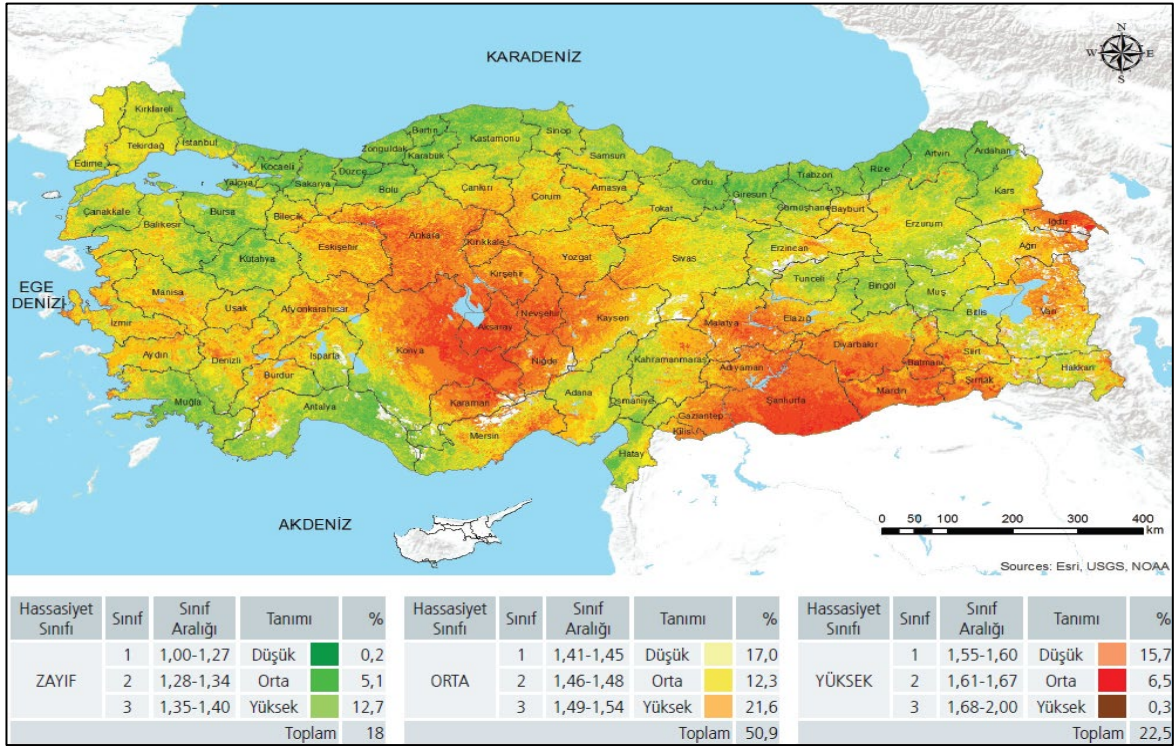 KARADENİZ
N
W E
S
Kırklareli
Tekirdağ
İstanbul
Edirne
Kocaeli
Yalova
Sakarya
Düzce
Zonguldak
Bartın
Karabük
Kastamonu
Sinop
Samsun
Bolu
Çankırı
Çorum
Amasya
Tokat
Ordu
Giresun
Trabzon
Rize
Artvin
Ardahan
Kars
Gümüşhane
Bayburt
Erzurum
Iğdır
Ağrı
Çanakkale
Balıkesir
Bursa
Bilecik
Eskişehir
Ankara
Kırıkkale
Yozgat
Sivas
Erzincan
Tunceli
Bingöl
Muş
Bitlis
Van
Kütahya
Kırşehir
EGE
DENİZİ
Manisa
Uşak
Afyonkarahisar
İzmir
Aydın
Denizli
Isparta
Burdur
Konya
Aksaray
Nevşehir
Kayseri
Niğde
Malatya
Elazığ
Diyarbakır
Batman
Siirt
Şırnak
Hakkari
Muğla
Antalya
Karaman
Mersin
Adana
Kahramanmaraş
Osmaniye
Adıyaman
Gaziantep
Kilis
Şanlıurfa
Mardin
Hatay
AKDENİZ
0 50 100 200 300 400
km
Sources: Esri, USGS, NOAA
Hassasiyet Sınıfı Sınıf Sınıf Aralığı Tanımı %
ZAYIF
1 1,00-1,27 Düşük 0,2
2 1,28-1,34 Orta 5,1
3 1,35-1,40 Yüksek 12,7
Toplam 18
Hassasiyet Sınıfı Sınıf Sınıf Aralığı Tanımı %
ORTA
1 1,41-1,45 Düşük 17,0
2 1,46-1,48 Orta 12,3
3 1,49-1,54 Yüksek 21,6
Toplam 50,9
Hassasiyet Sınıfı Sınıf Sınıf Aralığı Tanımı %
YÜKSEK
1 1,55-1,60 Düşük 15,7
2 1,61-1,67 Orta 6,5
3 1,68-2,00 Yüksek 0,3
Toplam 22,5